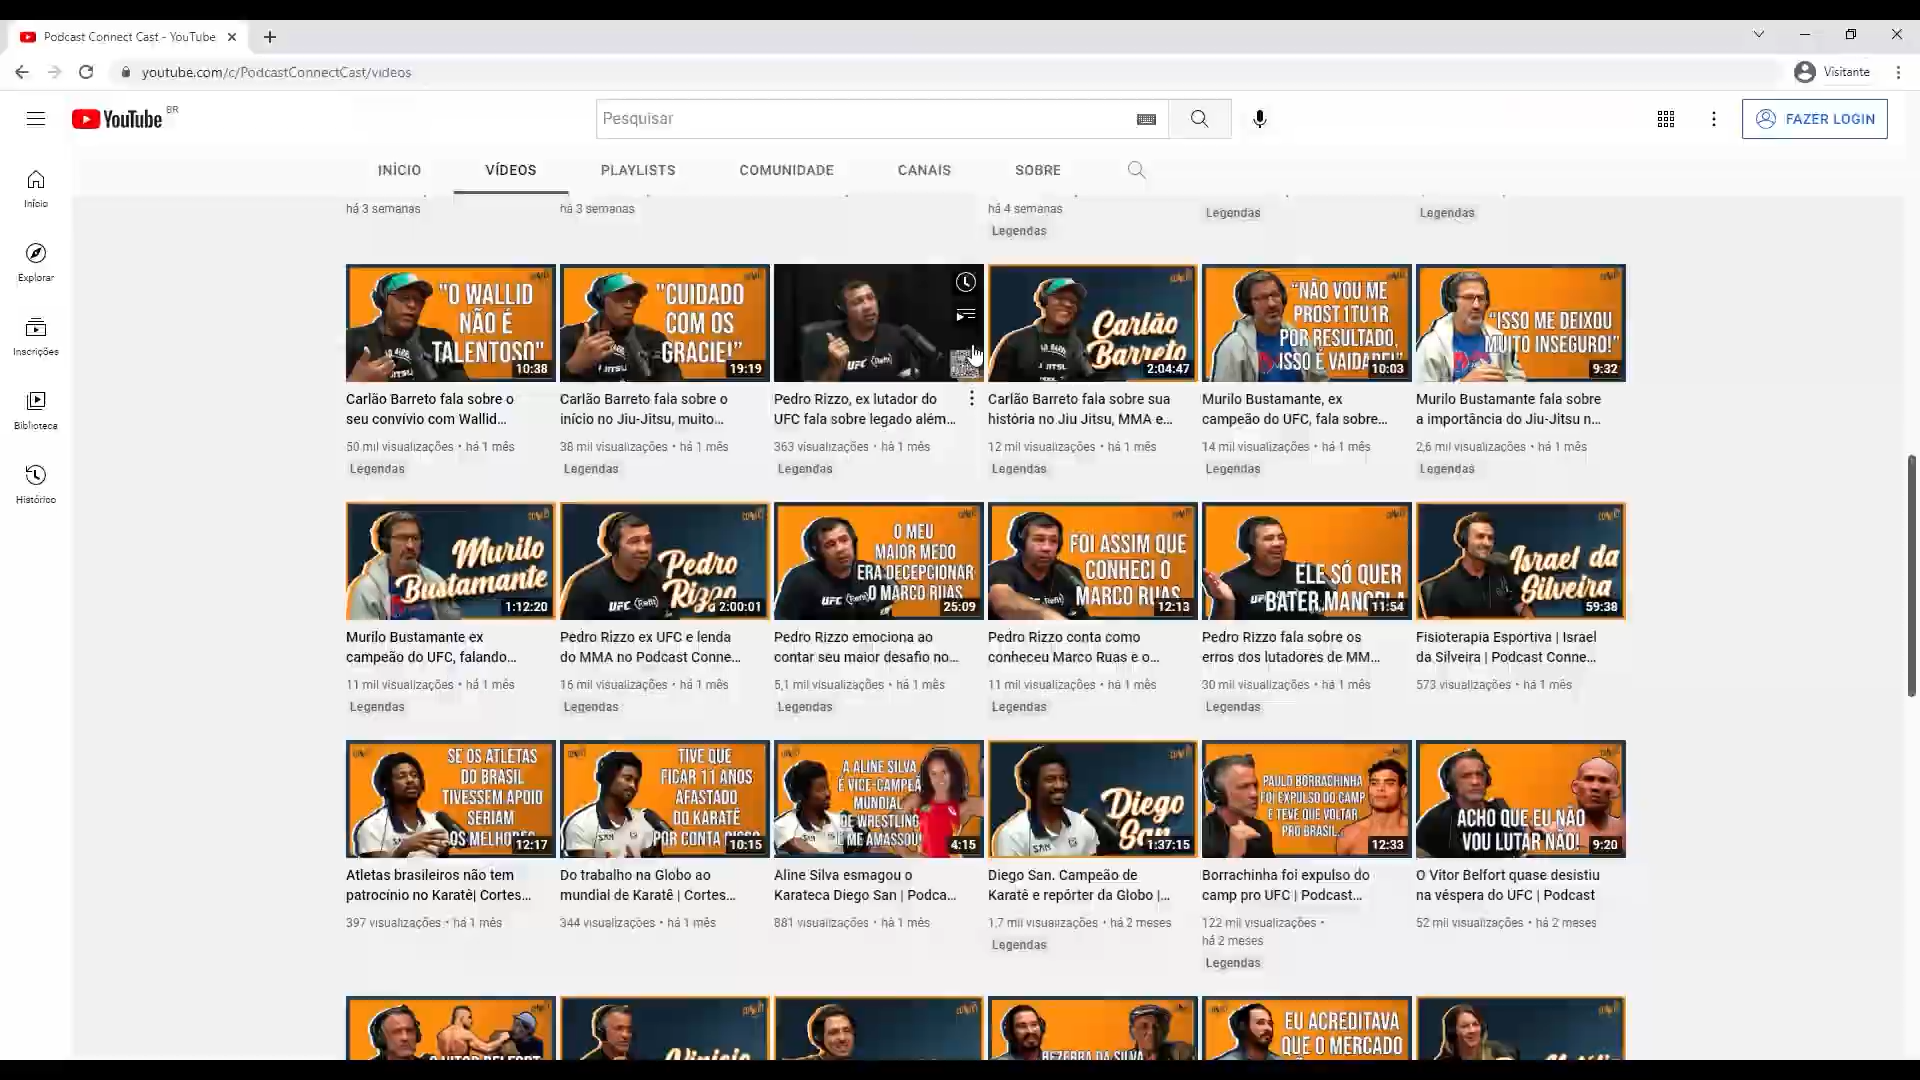 Podcast Connect Cast - YouTube
youtube.com/c/PodcastConnectCast/videos
Visitante
YouTube BR
Pesquisar
FAZER LOGIN
INÍCIO VÍDEOS PLAYLISTS COMUNIDADE CANAIS SOBRE
Início
Explorar
Inscrições
Biblioteca
Histórico
há 3 semanas
há 3 semanas
há 4 semanas
Legendas
Legendas
Legendas
"O WALLID
NÃO É
TALENTOSO"
10:38
Carlão Barreto fala sobre o
seu convívio com Wallid...
50 mil visualizações • há 1 mês
Legendas
"CUIDADO
COM OS
GRACIE!"
19:19
Carlão Barreto fala sobre o
início no Jiu-Jitsu, muito...
38 mil visualizações • há 1 mês
Legendas
UFC
Pedro Rizzo, ex lutador do
UFC fala sobre legado além...
363 visualizações • há 1 mês
Legendas
Carlão
Barreto
2:04:47
Carlão Barreto fala sobre sua
história no Jiu Jitsu, MMA e...
12 mil visualizações • há 1 mês
Legendas
"NÃO VOU ME
PROST1TU1R
POR RESULTADO,
ISSO É VAIDADE!"
10:03
Murilo Bustamante, ex
campeão do UFC, fala sobre...
14 mil visualizações • há 1 mês
Legendas
"ISSO ME DEIXOU
MUITO INSEGURO!"
9:32
Murilo Bustamante fala sobre
a importância do Jiu-Jitsu n...
2,6 mil visualizações • há 1 mês
Legendas
Murilo
Bustamante
1:12:20
Murilo Bustamante ex
campeão do UFC, falando...
11 mil visualizações • há 1 mês
Legendas
Pedro
Rizzo
UFC
2:00:01
Pedro Rizzo ex UFC e lenda
do MMA no Podcast Conne...
16 mil visualizações • há 1 mês
Legendas
O MEU
MAIOR MEDO
ERA DECEPCIONAR
O MARCO RUAS
UFC
25:09
Pedro Rizzo emociona ao
contar seu maior desafio no...
5,1 mil visualizações • há 1 mês
Legendas
FOI ASSIM QUE
CONHECI O
MARCO RUAS
12:13
Pedro Rizzo conta como
conheceu Marco Ruas e o...
11 mil visualizações • há 1 mês
Legendas
ELE SÓ QUER
BATER
11:54
Pedro Rizzo fala sobre os
erros dos lutadores de MM...
30 mil visualizações • há 1 mês
Legendas
Israel da
Silveira
59:38
Fisioterapia Esportiva | Israel
da Silveira | Podcast Conne...
573 visualizações • há 1 mês
SE OS ATLETAS
DO BRASIL
TIVESSEM APOIO
SERIAM
12:17
Atletas brasileiros não tem
patrocínio no Karatê| Cortes...
397 visualizações • há 1 mês
TIVE QUE
FICAR 11 ANOS
AFASTADO
DO KARATÊ
POR CONTA DISSO
10:15
Do trabalho na Globo ao
mundial de Karatê | Cortes...
344 visualizações • há 1 mês
A ALINE SILVA
É VICE-CAMPEÃ
MUNDIAL
DE WRESTLING
E ME AMASSOU!
4:15
Aline Silva esmagou o
Karateca Diego San | Podca...
881 visualizações • há 1 mês
Diego
San
1:37:15
Diego San. Campeão de
Karatê e repórter da Globo |...
1,7 mil visualizações • há 2 meses
Legendas
PAULO BORRACHINHA
FOI EXPULSO DO CAMP
E TEVE QUE VOLTAR
PRO BRASIL...
12:33
Borrachinha foi expulso do
camp pro UFC | Podcast...
122 mil visualizações •
há 2 meses
Legendas
ACHO QUE EU NÃO
VOU LUTAR NÃO!
9:20
O Vitor Belfort quase desistiu
na véspera do UFC | Podcast
52 mil visualizações • há 2 meses
O VITOR BELFORT
BEZERRA DA SILVA
EU ACREDITAVA
QUE O MERCADO